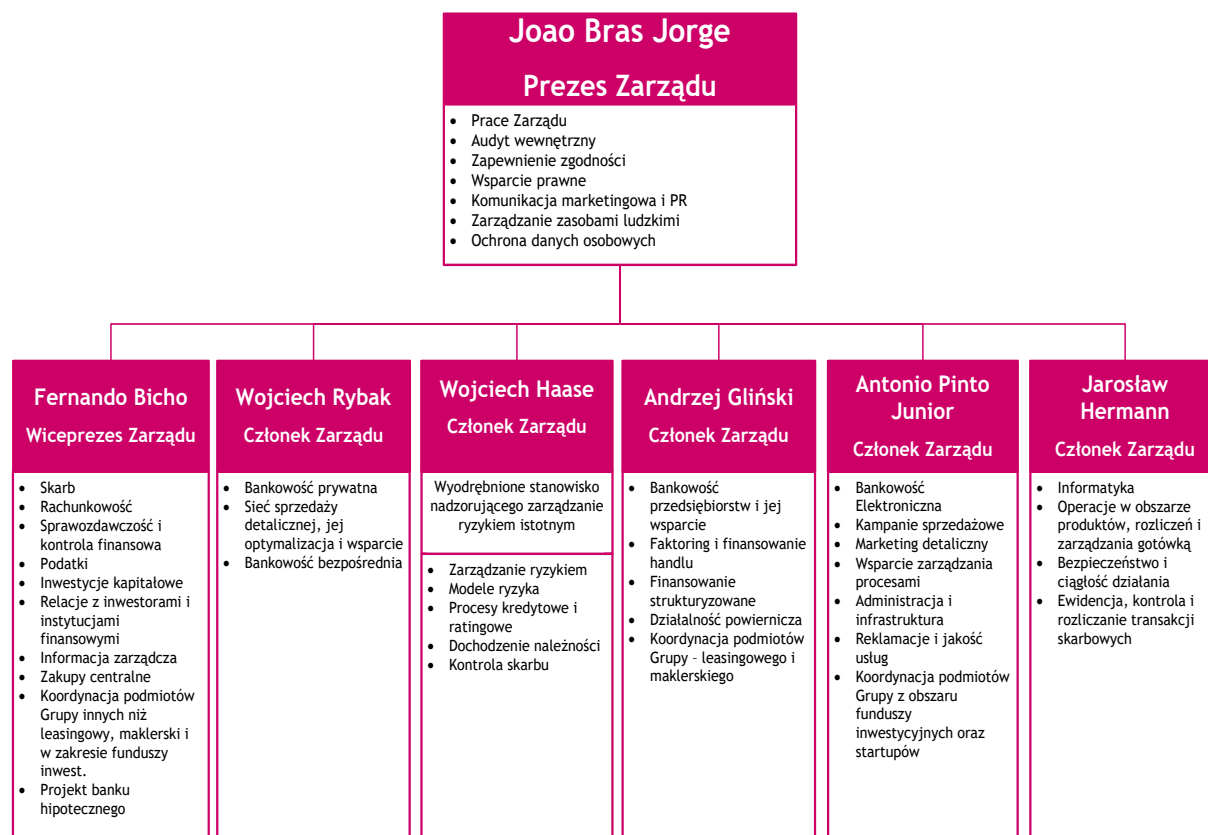 Joao Bras Jorge
Prezes Zarządu
• Prace Zarządu
• Audyt wewnętrzny
• Zapewnienie zgodności
• Wsparcie prawne
• Komunikacja marketingowa i PR
• Zarządzanie zasobami ludzkimi
• Ochrona danych osobowych
Fernando Bicho
Wiceprezes Zarządu
• Skarb
• Rachunkowość
• Sprawozdawczość i
kontrola finansowa
• Podatki
• Inwestycje kapitałowe
• Relacje z inwestorami i
instytucjami
finansowymi
• Informacja zarządcza
• Zakupy centralne
• Koordynacja podmiotów
Grupy innych niż
leasingowy, maklerski i
w zakresie funduszy
inwest.
• Projekt banku
hipotecznego
Wojciech Rybak
Członek Zarządu
• Bankowość prywatna
• Sieć sprzedaży
detalicznej, jej
optymalizacja i wsparcie
• Bankowość bezpośrednia
Wojciech Haase
Członek Zarządu
Wyodrębnione stanowisko
nadzorującego zarządzanie
ryzykiem istotnym
• Zarządzanie ryzykiem
• Modele ryzyka
• Procesy kredytowe i
ratingowe
• Dochodzenie należności
• Kontrola skarbu
Andrzej Gliński
Członek Zarządu
• Bankowość
przedsiębiorstw i jej
wsparcie
• Faktoring i finansowanie
handlu
• Finansowanie
strukturyzowane
• Działalność powiernicza
• Koordynacja podmiotów
Grupy – leasingowego i
maklerskiego
Antonio Pinto
Junior
Członek Zarządu
• Bankowość
Elektroniczna
• Kampanie sprzedażowe
• Marketing detaliczny
• Wsparcie zarządzania
procesami
• Administracja i
infrastruktura
• Reklamacje i jakość
usług
• Koordynacja podmiotów
Grupy z obszaru
funduszy
inwestycyjnych oraz
startupów
Jarosław
Hermann
Członek Zarządu
• Informatyka
• Operacje w obszarze
produktów, rozliczeń i
zarządzania gotówką
• Bezpieczeństwo i
ciągłość działania
• Ewidencja, kontrola i
rozliczanie transakcji
skarbowych